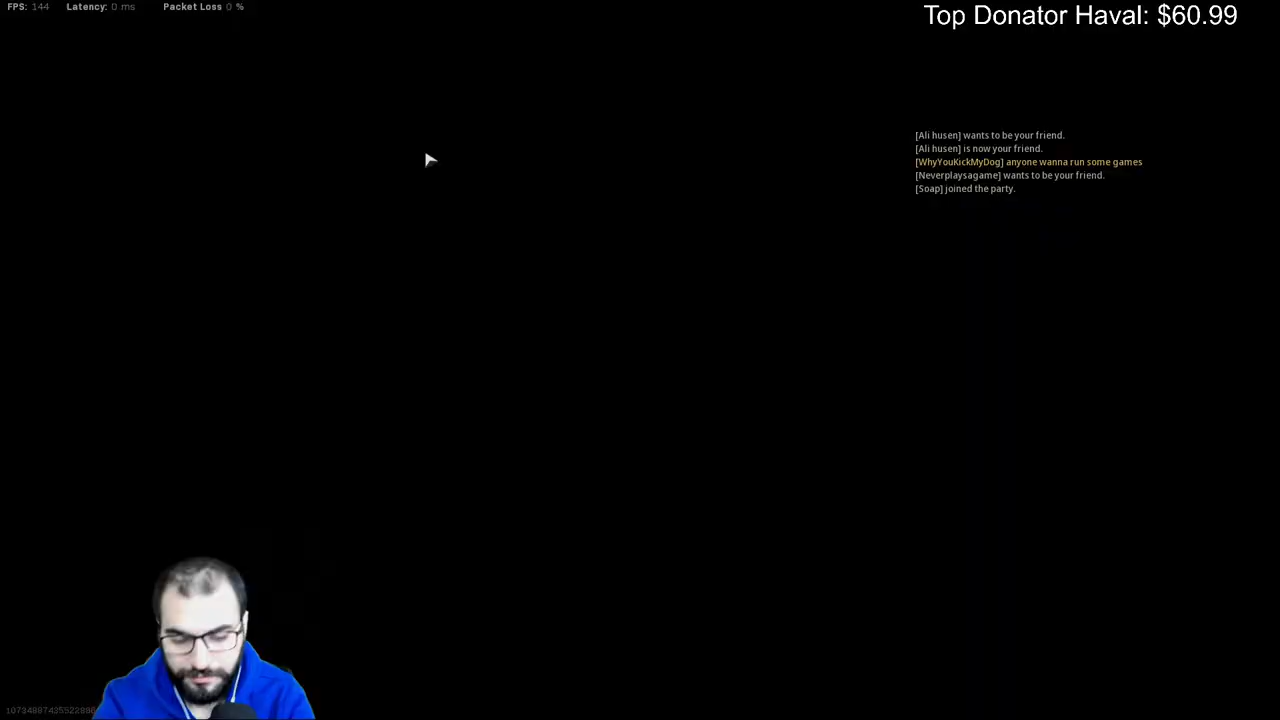 FPS: 144 Latency: 0 ms Packet Loss 0 %
Top Donator Haval: $60.99
[Ali husen] wants to be your friend.
[Ali husen] is now your friend.
[WhyYouKickMyDog] anyone wanna run some games
[Neverplaysagame] wants to be your friend.
[Soap] joined the party.